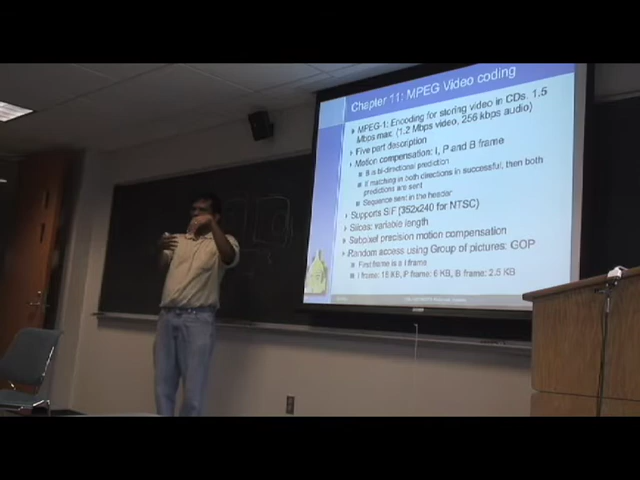 Chapter 11: MPEG Video coding
MPEG-1: Encoding for storing video in CDs. 1.5
Mbps max: (1.2 Mbps video, 256 kbps audio)
Five part description
Motion compensation: I, P and B frame
B is bi-directional prediction
If matching in both directions in successful, then both
predictions are sent
Sequence sent in the header
Supports SIF (352x240 for NTSC)
Slices: variable length
Subpixel precision motion compensation
Random access using Group of pictures: GOP
First frame is a I frame
I frame: 15 KB, P frame: 6 KB, B frame: 2.5 KB